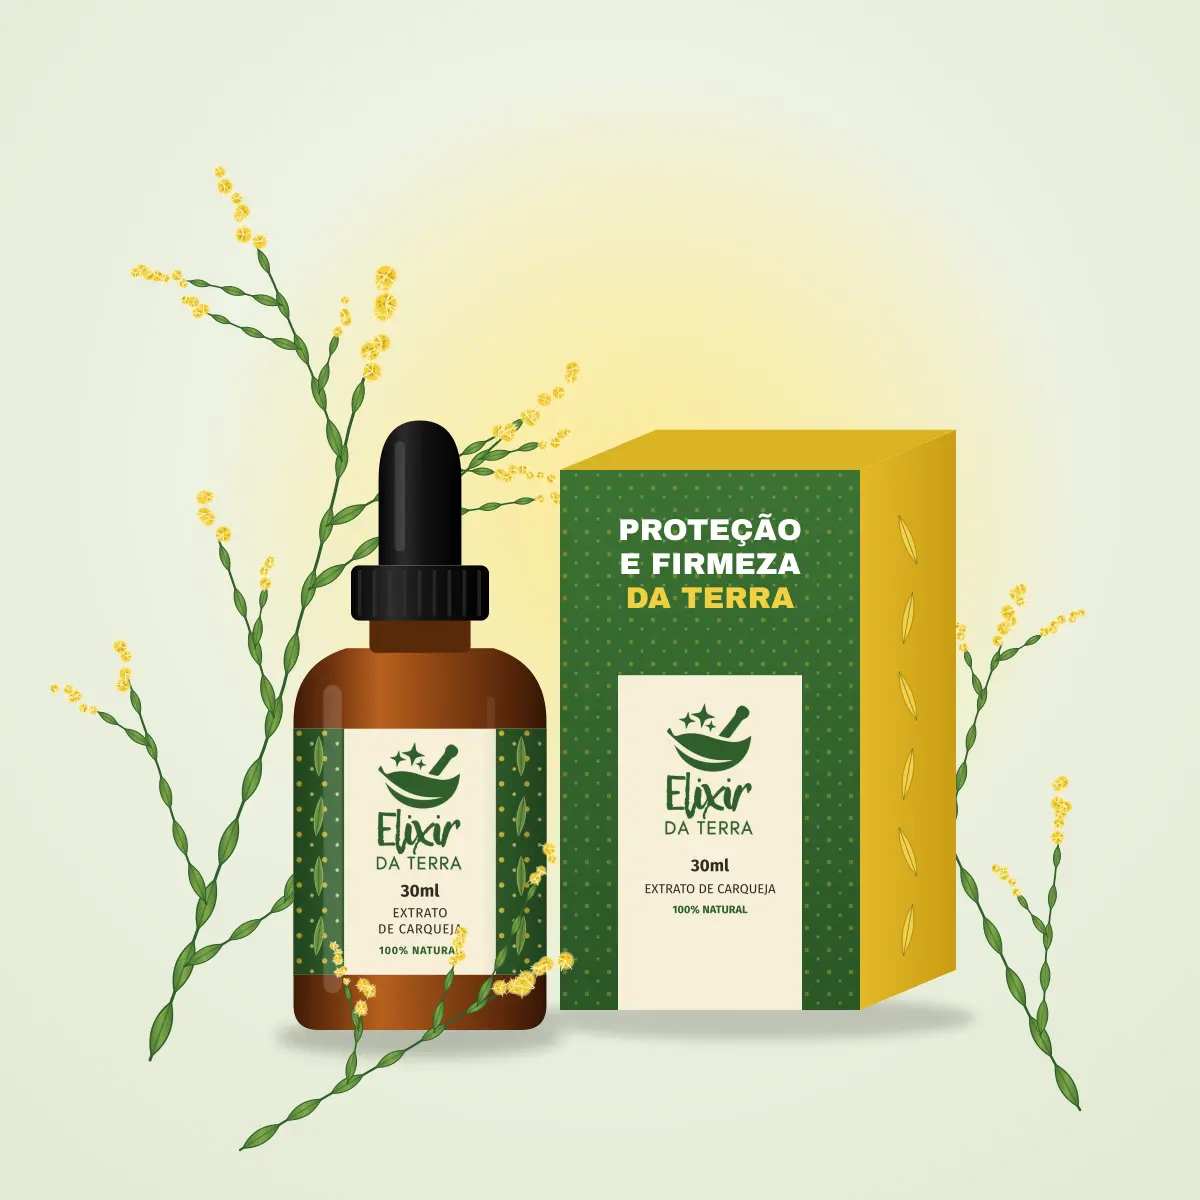 PROTEÇÃO
E FIRMEZA
DA TERRA
Elixir
DA TERRA
30ml
EXTRATO
DE CARQUEJA
100% NATURAL
Elixir
DA TERRA
30ml
EXTRATO DE CARQUEJA
100% NATURAL